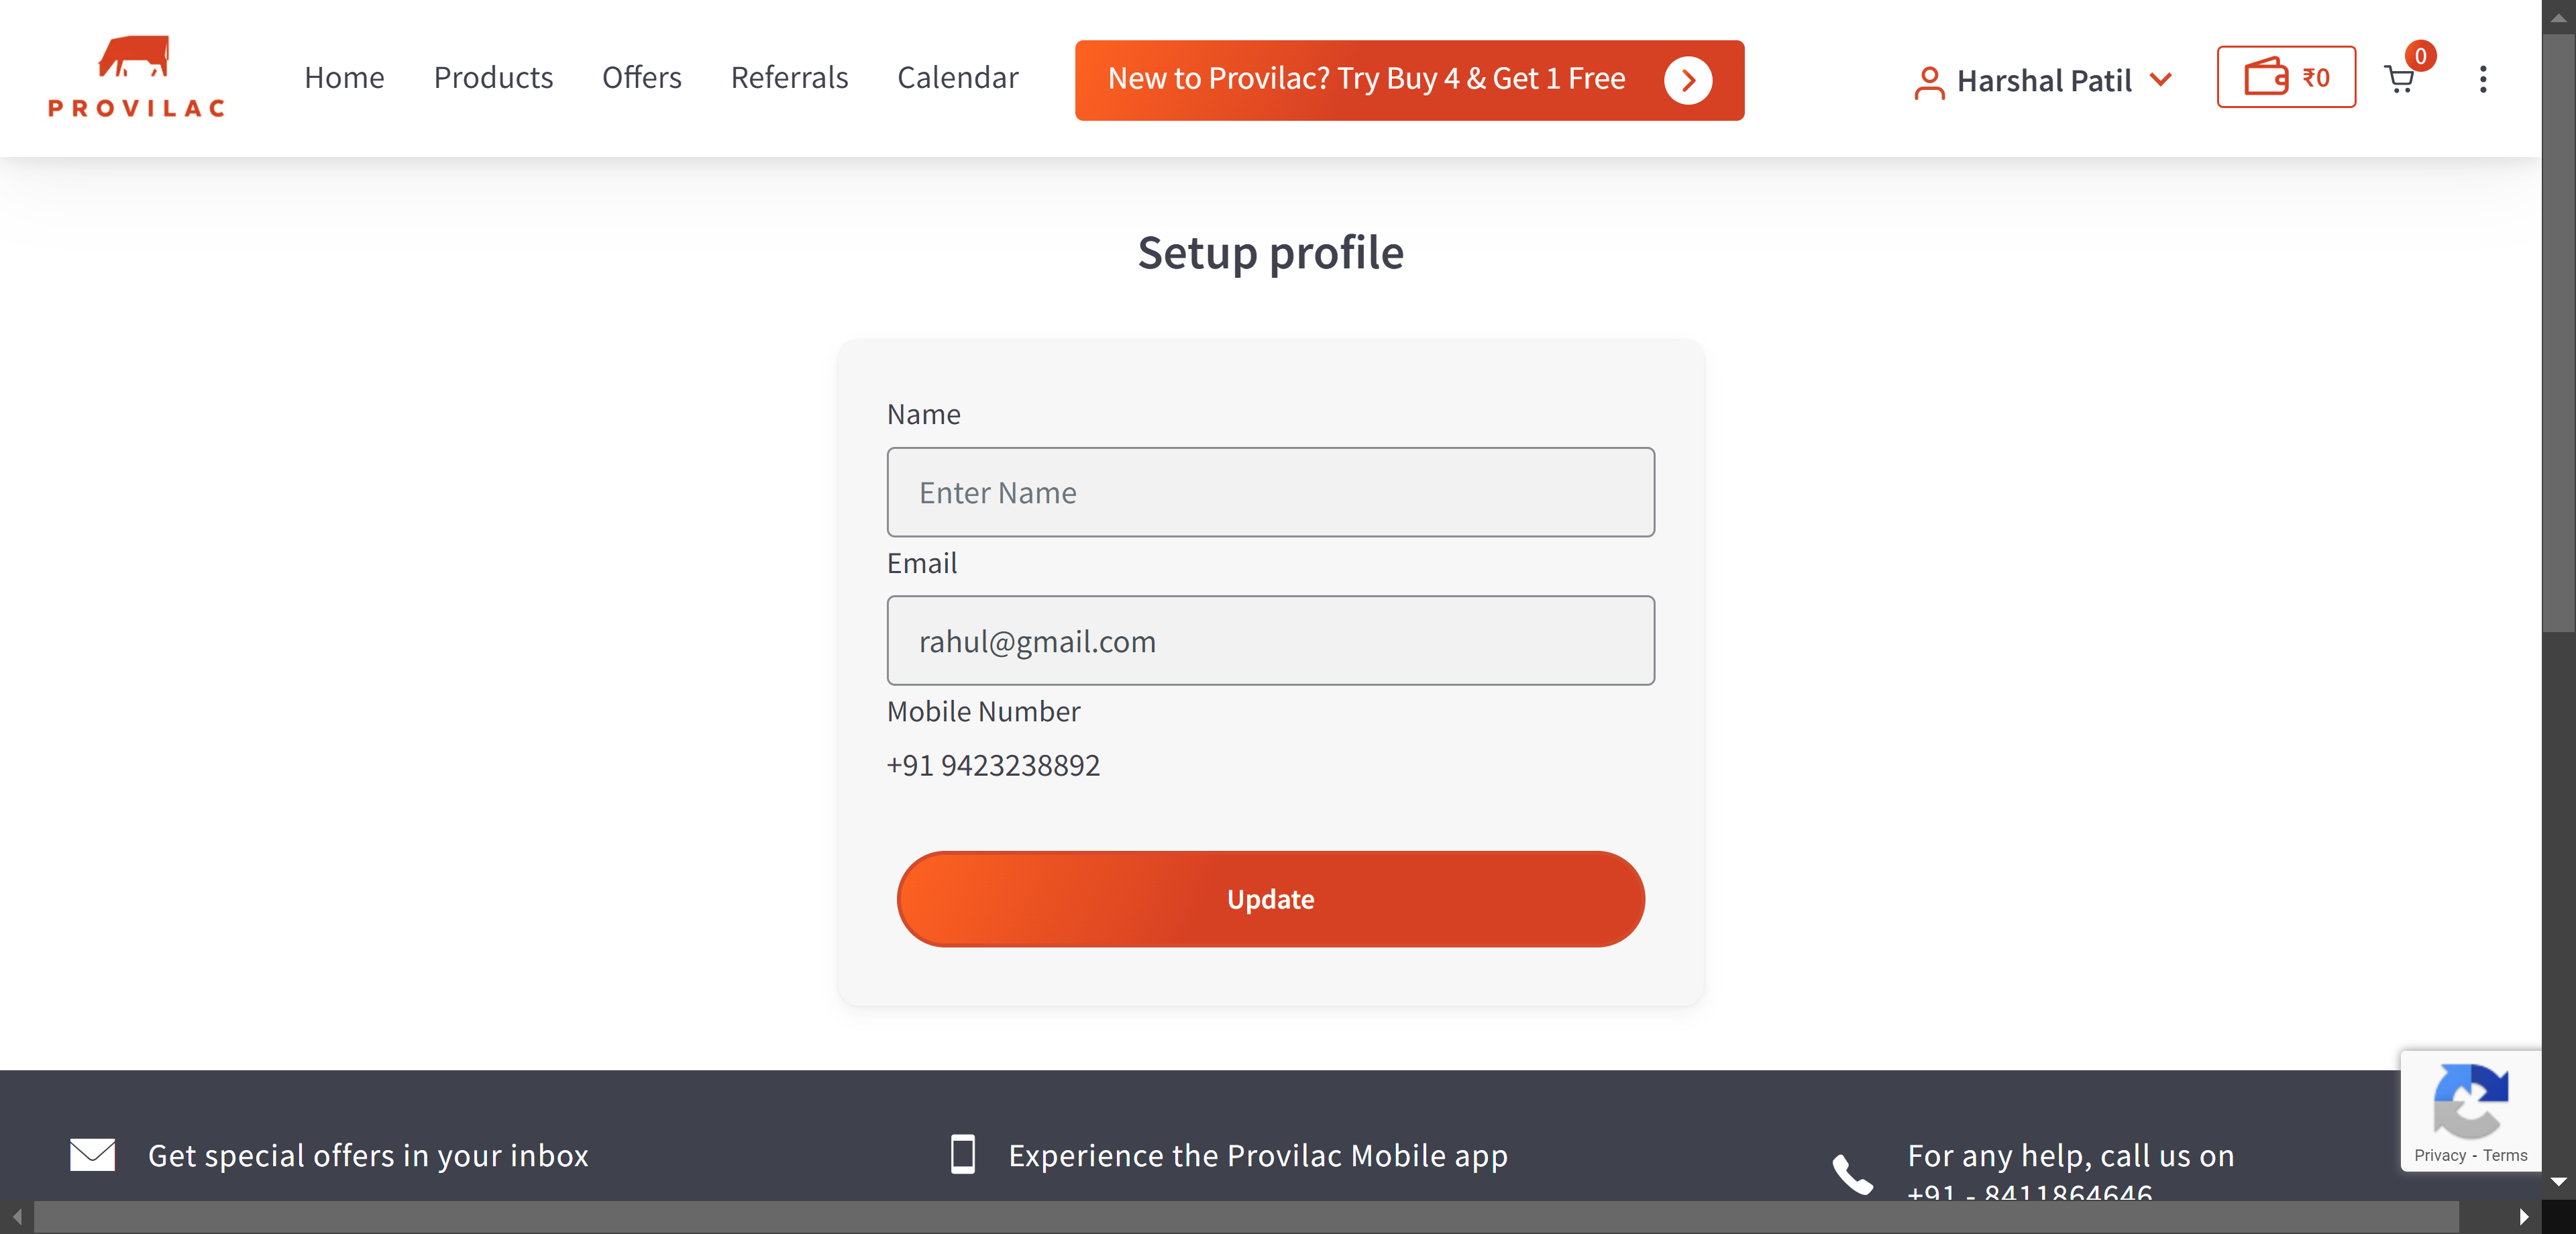 PROVILAC
Home Products Offers Referrals Calendar New to Provilac? Try Buy 4 & Get 1 Free Harshal Patil ₹0 0
Setup profile
Name
Enter Name
Email
rahul@gmail.com
Mobile Number
+91 9423238892
Update
Get special offers in your inbox
Experience the Provilac Mobile app
For any help, call us on
+91 - 8411864646
Privacy - Terms